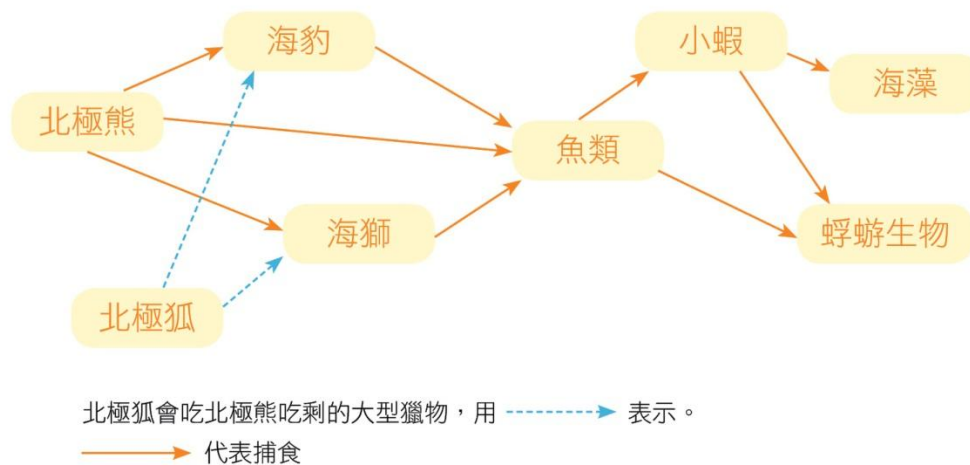 海豹
小蝦
海藻
北極熊
魚類
海獅
蜉蝣生物
北極狐
北極狐會吃北極熊吃剩的大型獵物，用 表示。
代表捕食